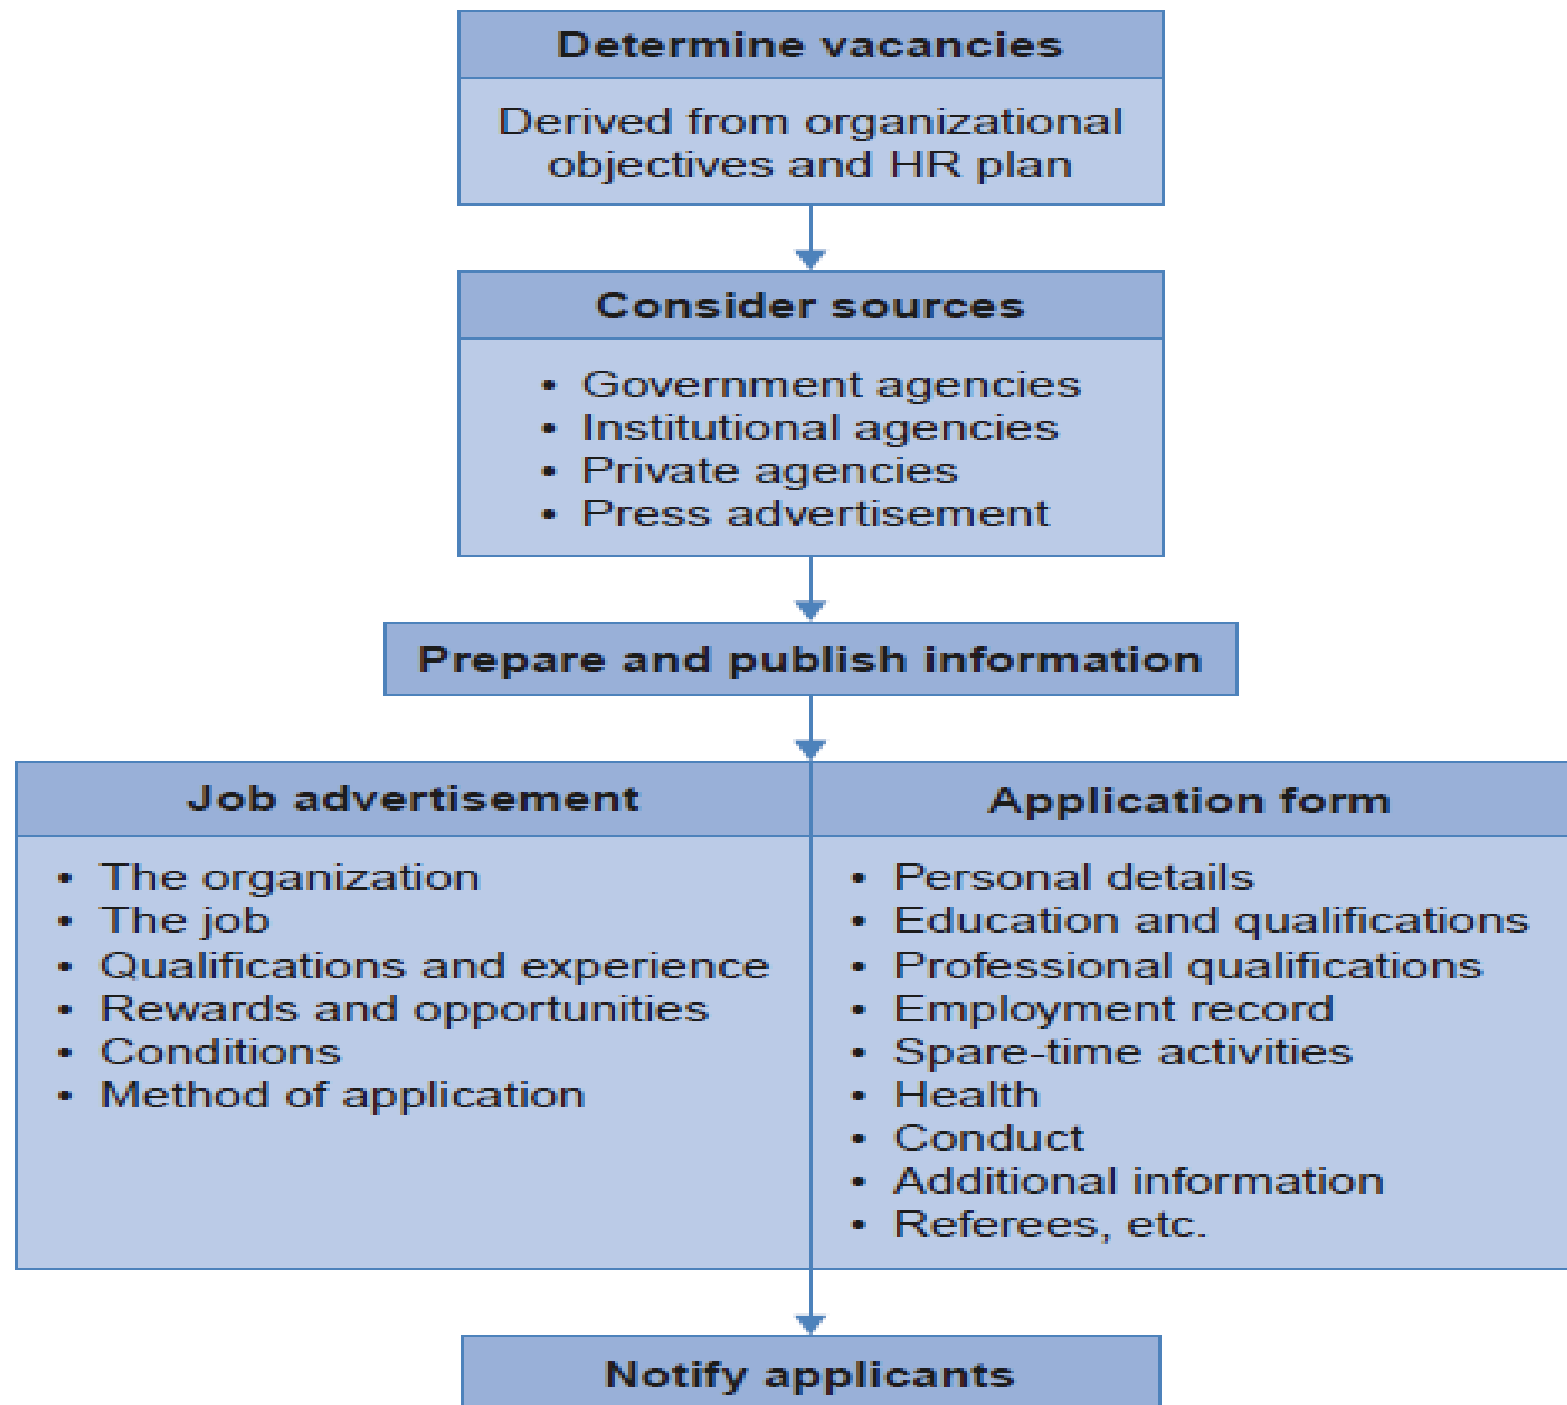 Determine vacancies
Derived from organizational
objectives and HR plan
Consider sources
• Government agencies
• Institutional agencies
• Private agencies
• Press advertisement
Prepare and publish information
Job advertisement
• The organization
• The job
• Qualifications and experience
• Rewards and opportunities
• Conditions
• Method of application
Application form
• Personal details
• Education and qualifications
• Professional qualifications
• Employment record
• Spare-time activities
• Health
• Conduct
• Additional information
• Referees, etc.
Notify applicants